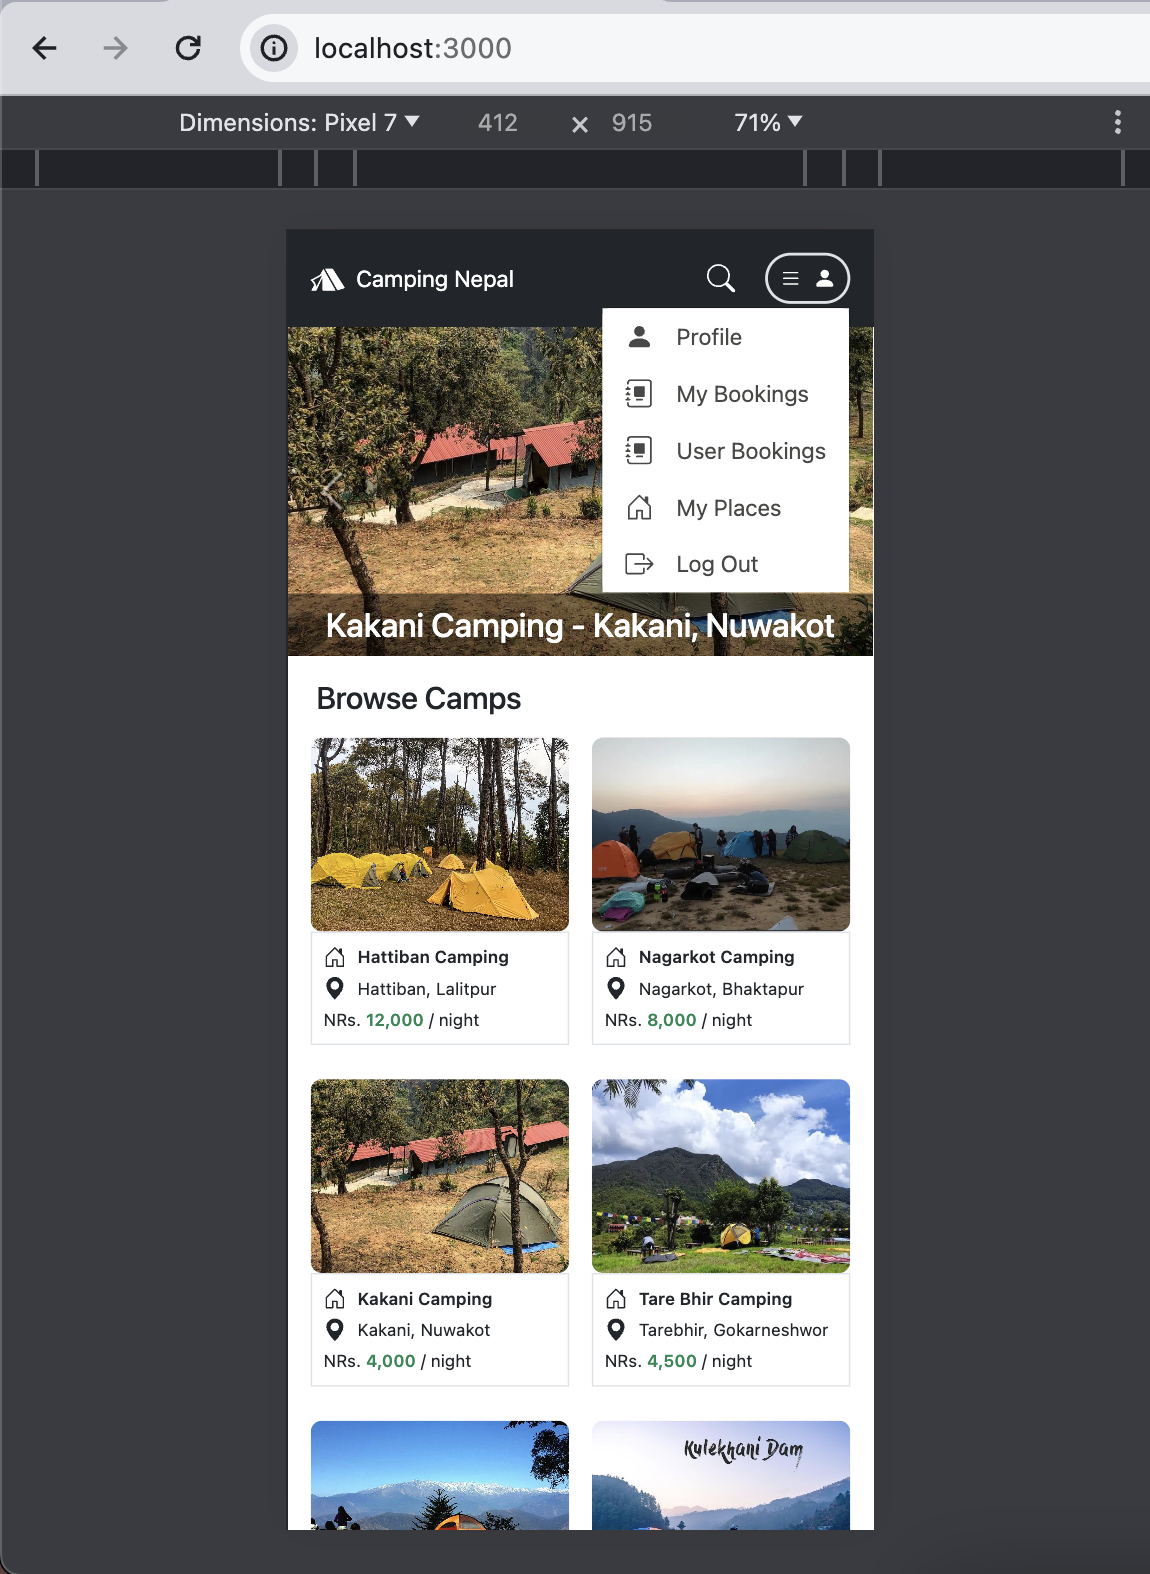 localhost:3000
Dimensions: Pixel 7 412 × 915 71%
Camping Nepal
Profile
My Bookings
User Bookings
My Places
Log Out
Kakani Camping - Kakani, Nuwakot
Browse Camps
Hattiban Camping
Hattiban, Lalitpur
NRs. 12,000 / night
Nagarkot Camping
Nagarkot, Bhaktapur
NRs. 8,000 / night
Kakani Camping
Kakani, Nuwakot
NRs. 4,000 / night
Tare Bhir Camping
Tarebhir, Gokarneshwor
NRs. 4,500 / night
Kulekhani Dam